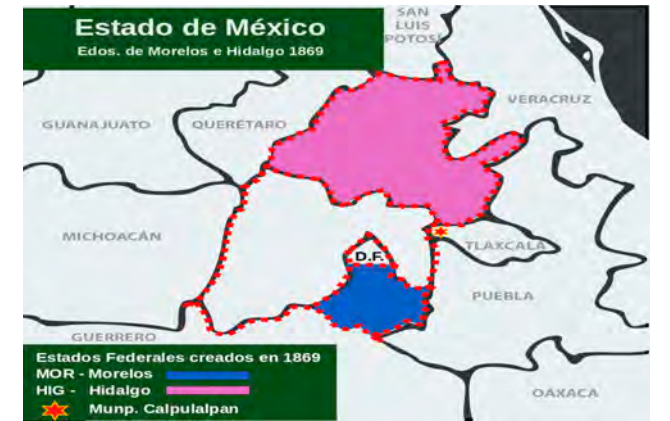 Estado de México
Edos. de Morelos e Hidalgo 1869
SAN
LUIS
POTOSÍ
VERACRUZ
GUANAJUATO
QUERÉTARO
MICHOACÁN
TLAXCALA
D.F.
PUEBLA
GUERRERO
OAXACA
Estados Federales creados en 1869
MOR - Morelos
HIG - Hidalgo
Munp. Calpulalpan